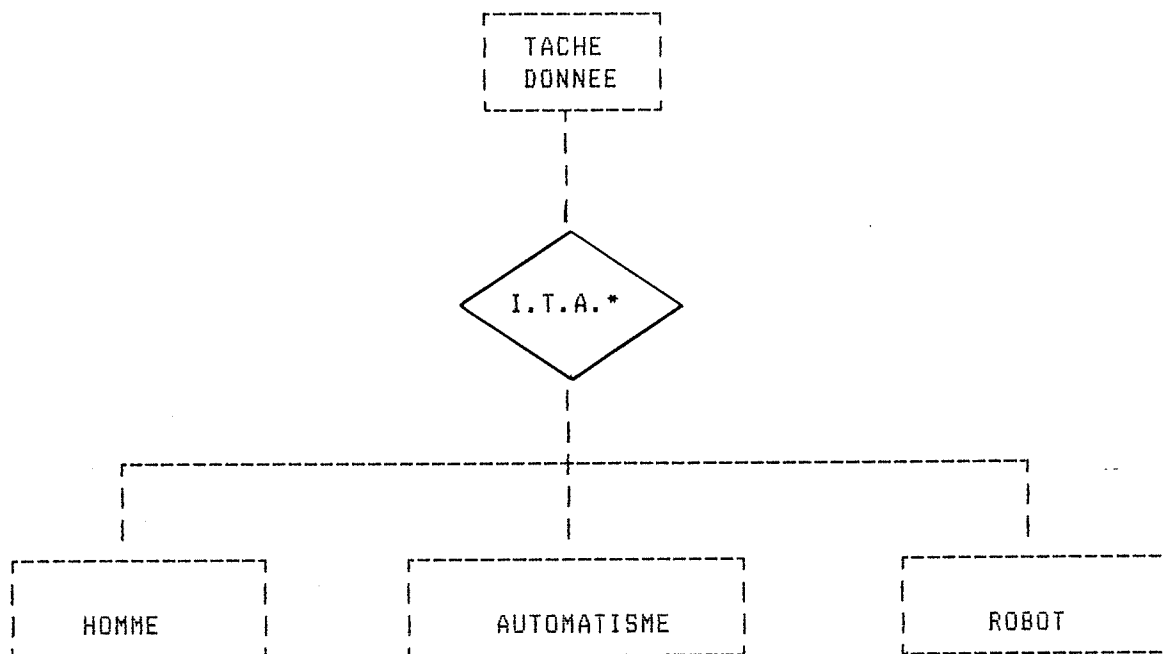 TACHE
DONNEE
I.T.A.*
HOMME
AUTOMATISME
ROBOT